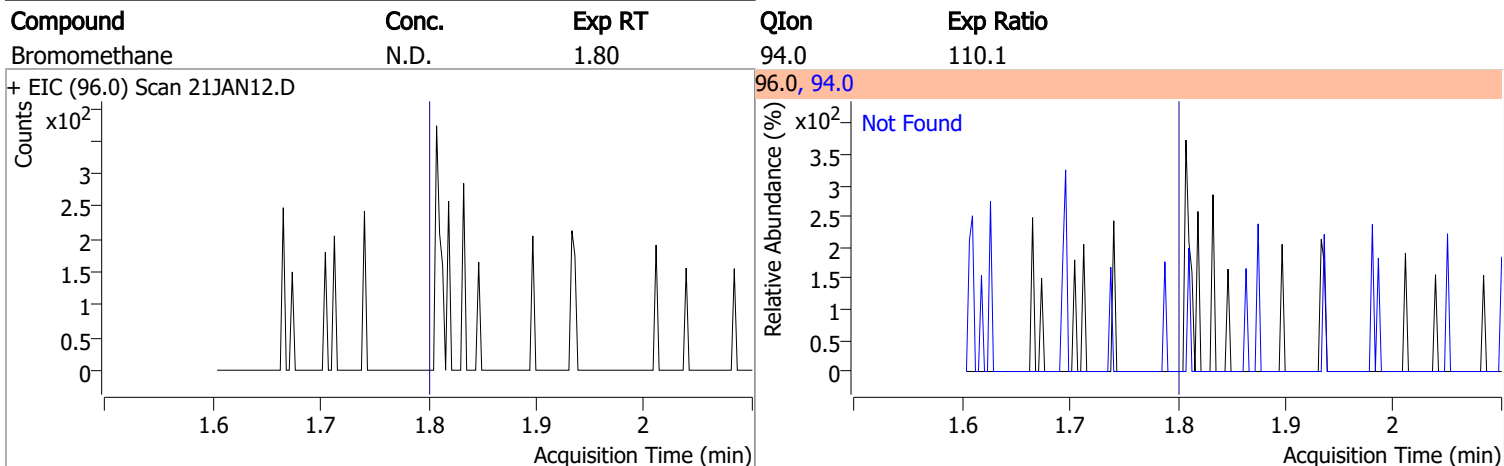 Compound Conc. Exp RT QIon Exp Ratio
Bromomethane N.D. 1.80 94.0 110.1
+ EIC (96.0) Scan 21JAN12.D
Counts
x10²
3
2.5
2
1.5
1
0.5
0
1.6 1.7 1.8 1.9 2
Acquisition Time (min)
96.0, 94.0
Relative Abundance (%)
x10²
Not Found
3.5
3
2.5
2
1.5
1
0.5
0
1.6 1.7 1.8 1.9 2
Acquisition Time (min)